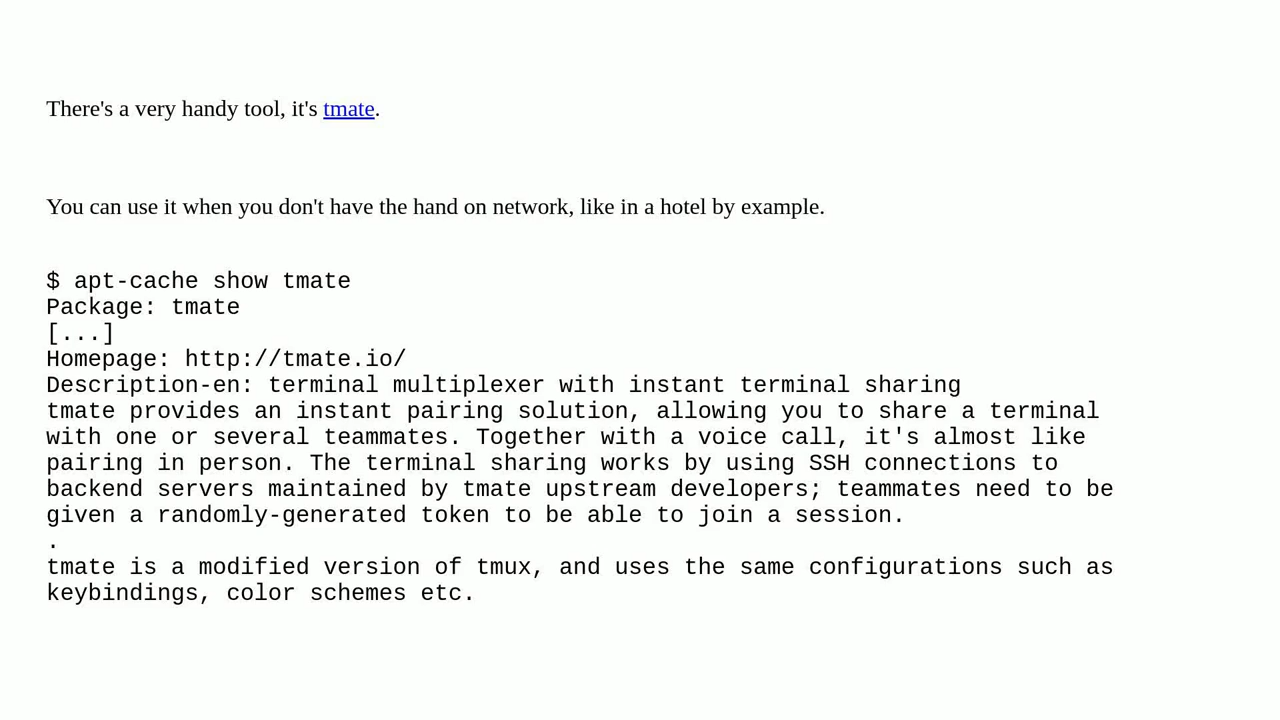 There's a very handy tool, it's tmate.
You can use it when you don't have the hand on network, like in a hotel by example.
$ apt-cache show tmate
Package: tmate
[...]
Homepage: http://tmate.io/
Description-en: terminal multiplexer with instant terminal sharing
tmate provides an instant pairing solution, allowing you to share a terminal
with one or several teammates. Together with a voice call, it's almost like
pairing in person. The terminal sharing works by using SSH connections to
backend servers maintained by tmate upstream developers; teammates need to be
given a randomly-generated token to be able to join a session.
.
tmate is a modified version of tmux, and uses the same configurations such as
keybindings, color schemes etc.